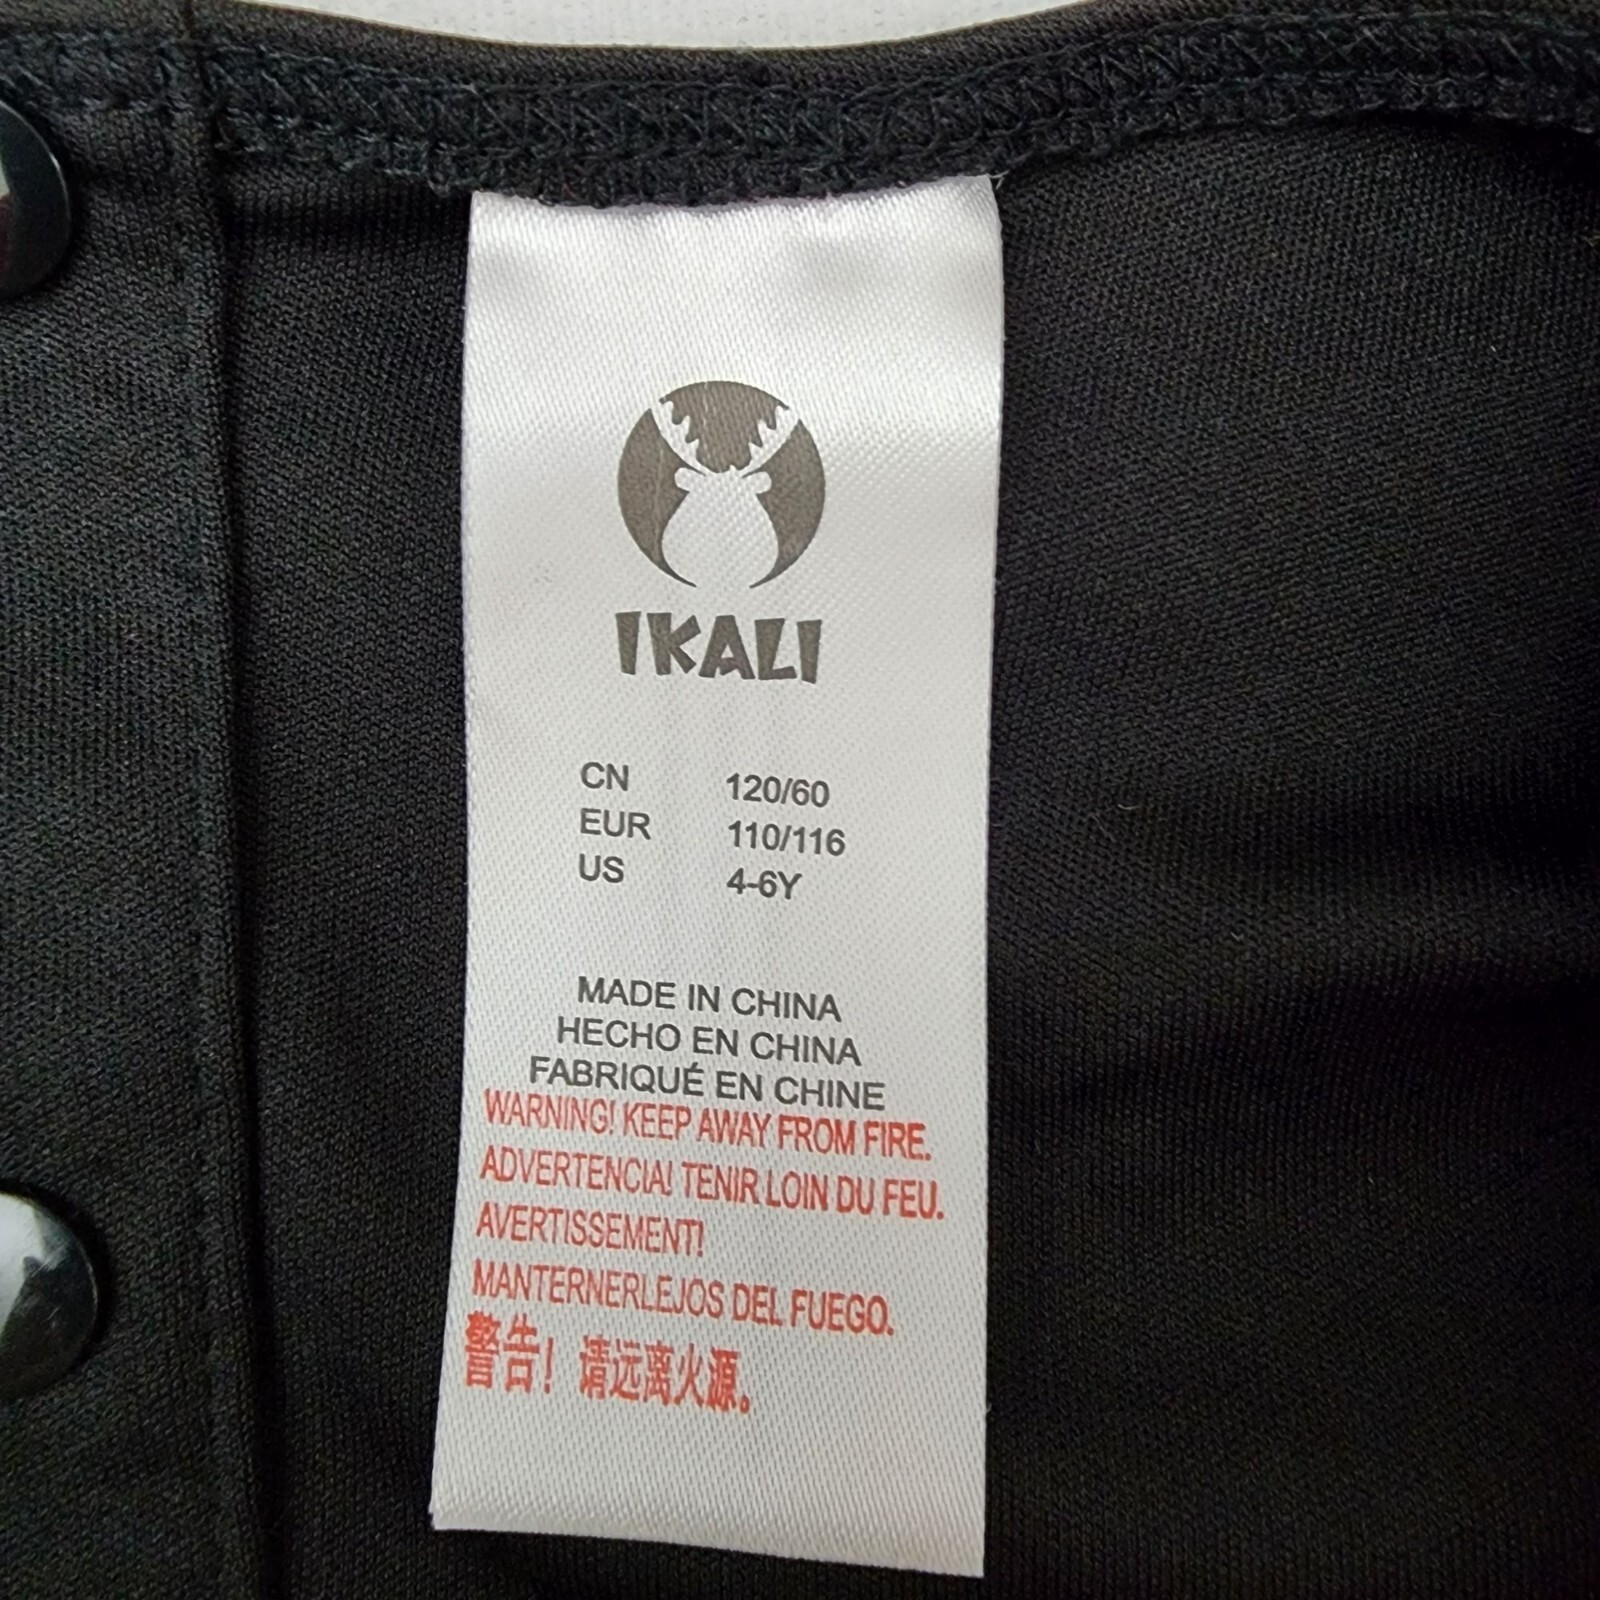 IKALI
CN 120/60
EUR 110/116
US 4-6Y
MADE IN CHINA
HECHO EN CHINA
FABRIQUÉ EN CHINE
WARNING! KEEP AWAY FROM FIRE.
ADVERTENCIA! TENIR LOIN DU FEU.
AVERTISSEMENT!
MANTERNERLEJOS DEL FUEGO.
警告！请远离火源。